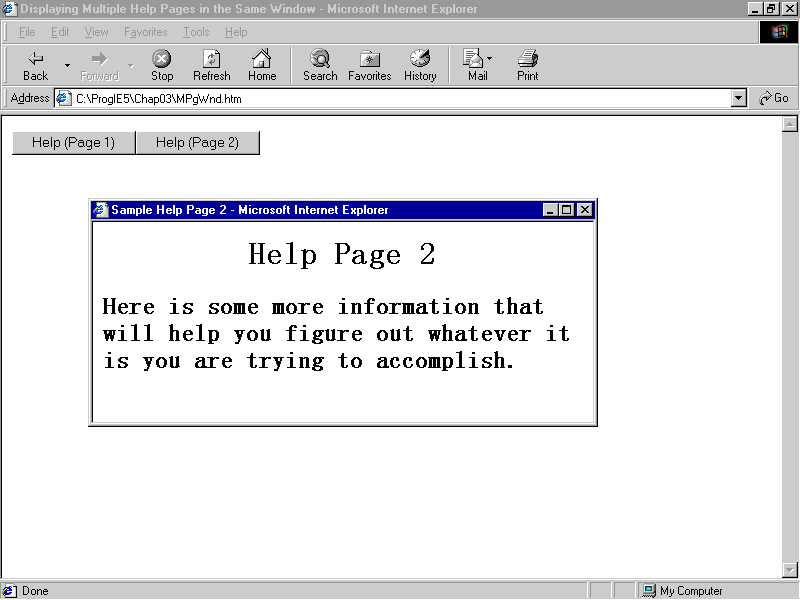 Displaying Multiple Help Pages in the Same Window - Microsoft Internet Explorer
File Edit View Favorites Tools Help
Back Forward Stop Refresh Home Search Favorites History Mail Print
Address C:\ProgIE5\Chap03\MPgWnd.htm Go
Help (Page 1) Help (Page 2)
Sample Help Page 2 - Microsoft Internet Explorer
Help Page 2
Here is some more information that
will help you figure out whatever it
is you are trying to accomplish.
Done My Computer